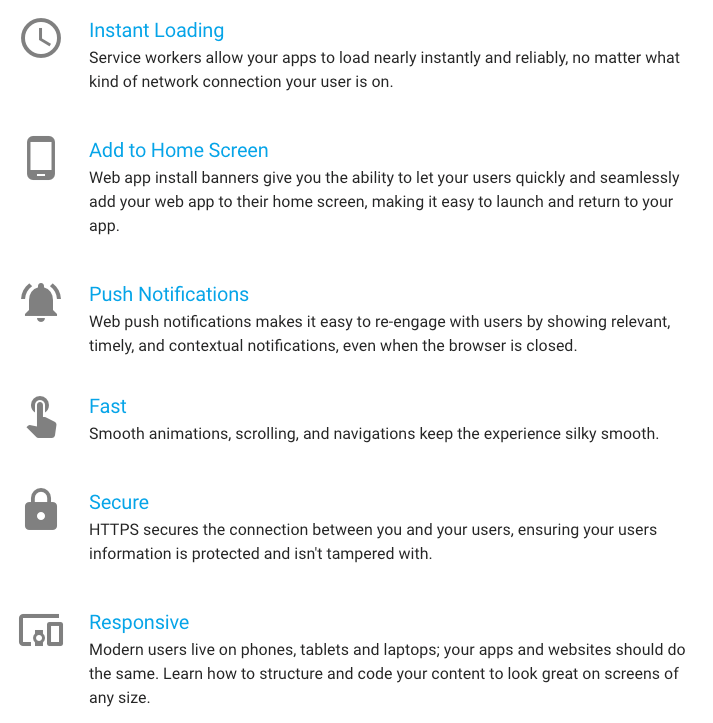 Instant Loading
Service workers allow your apps to load nearly instantly and reliably, no matter what
kind of network connection your user is on.
Add to Home Screen
Web app install banners give you the ability to let your users quickly and seamlessly
add your web app to their home screen, making it easy to launch and return to your
app.
Push Notifications
Web push notifications makes it easy to re-engage with users by showing relevant,
timely, and contextual notifications, even when the browser is closed.
Fast
Smooth animations, scrolling, and navigations keep the experience silky smooth.
Secure
HTTPS secures the connection between you and your users, ensuring your users
information is protected and isn't tampered with.
Responsive
Modern users live on phones, tablets and laptops; your apps and websites should do
the same. Learn how to structure and code your content to look great on screens of
any size.